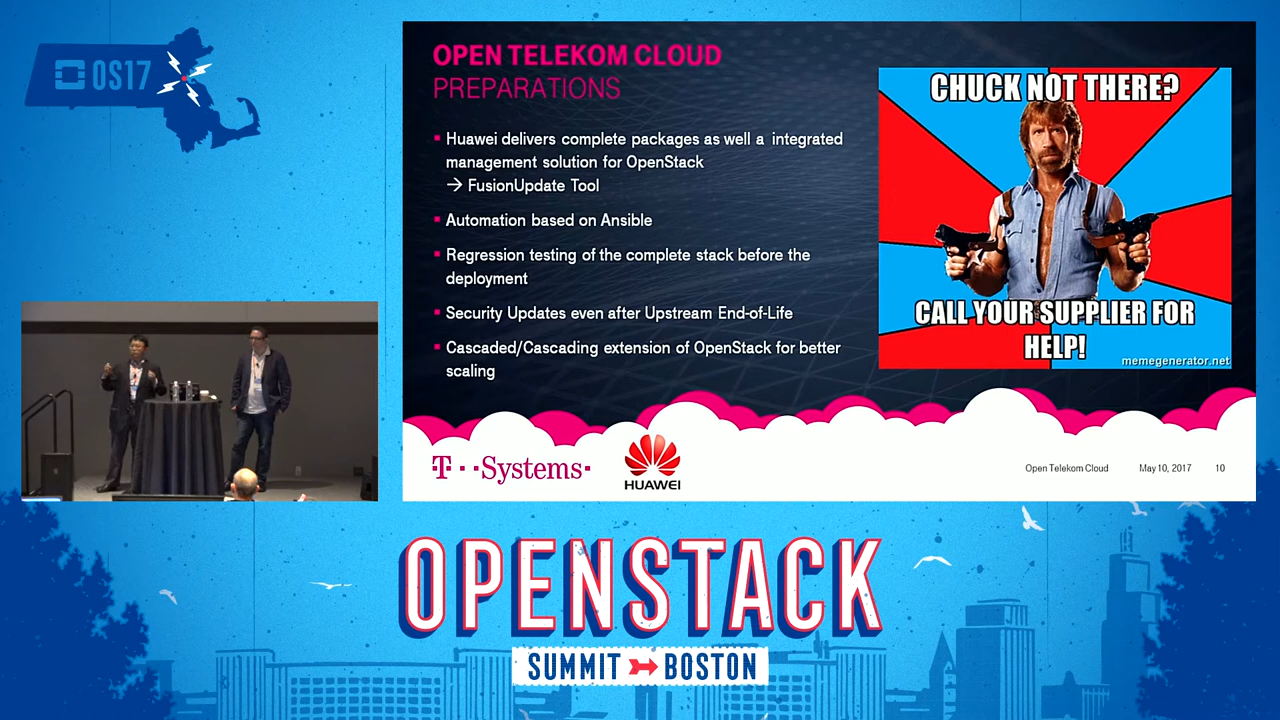 OS17
OPEN TELEKOM CLOUD
PREPARATIONS
Huawei delivers complete packages as well a integrated
management solution for OpenStack
→ FusionUpdate Tool
Automation based on Ansible
Regression testing of the complete stack before the
deployment
Security Updates even after Upstream End-of-Life
Cascaded/Cascading extension of OpenStack for better
scaling
CHUCK NOT THERE?
CALL YOUR SUPPLIER FOR
HELP!
memegenerator.net
T··Systems·
HUAWEI
Open Telekom Cloud May 10, 2017 10
OPENSTACK
SUMMIT BOSTON